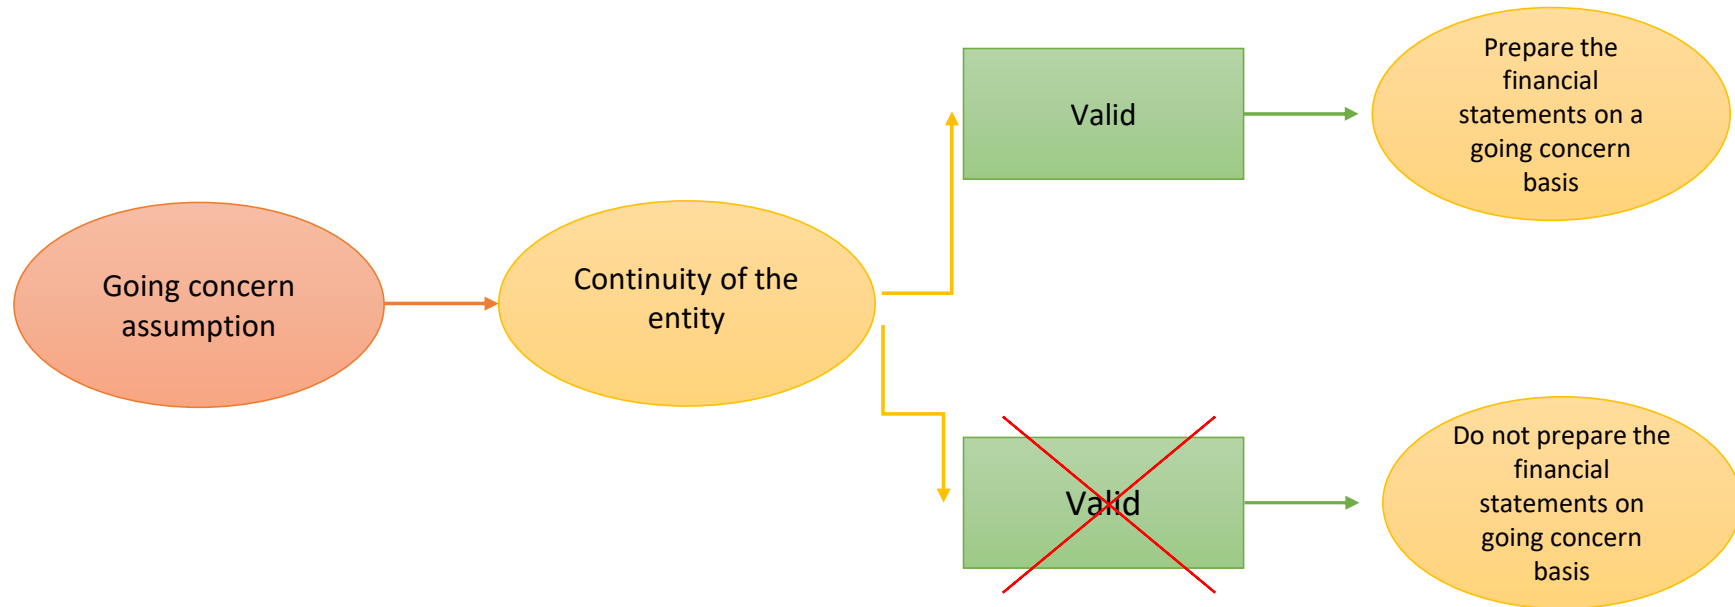 Going concern
assumption
Continuity of the
entity
Valid
Prepare the
financial
statements on a
going concern
basis
Valid
Do not prepare the
financial
statements on
going concern
basis